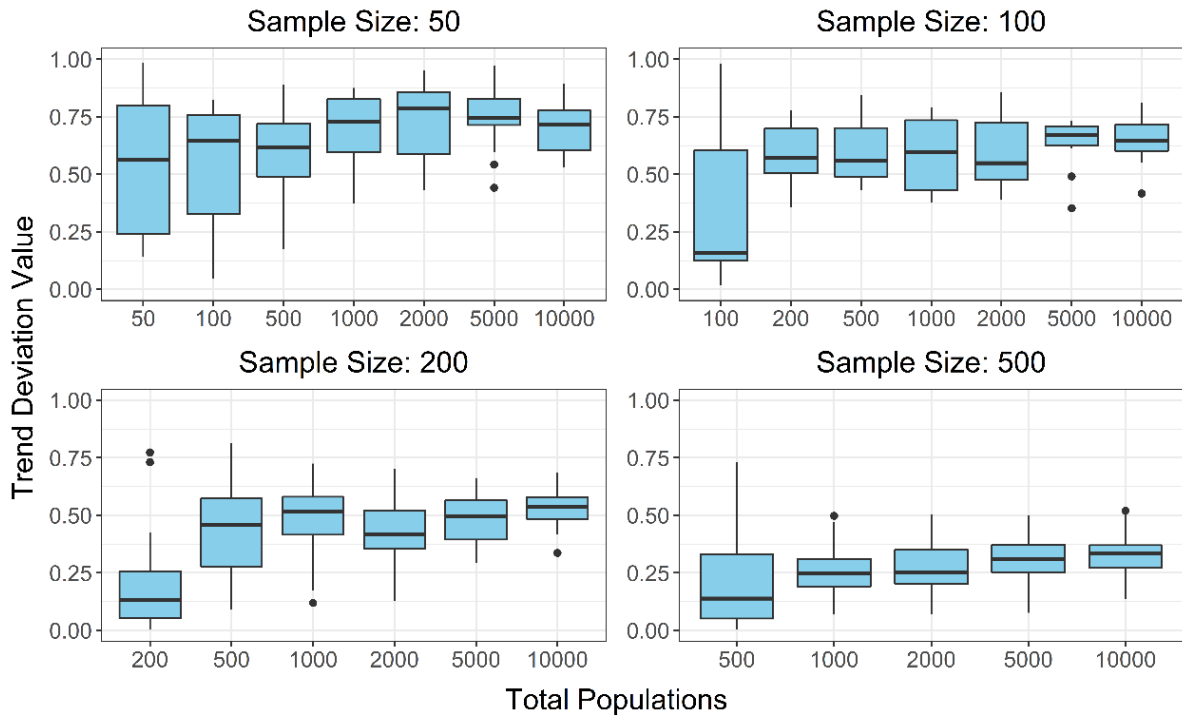 Sample Size: 50
Sample Size: 100
1.00
0.75
0.50
0.25
0.00
50 100 500 1000 2000 5000 10000
1.00
0.75
0.50
0.25
0.00
100 200 500 1000 2000 5000 10000
Trend Deviation Value
Sample Size: 200
Sample Size: 500
1.00
0.75
0.50
0.25
0.00
200 500 1000 2000 5000 10000
1.00
0.75
0.50
0.25
0.00
500 1000 2000 5000 10000
Total Populations